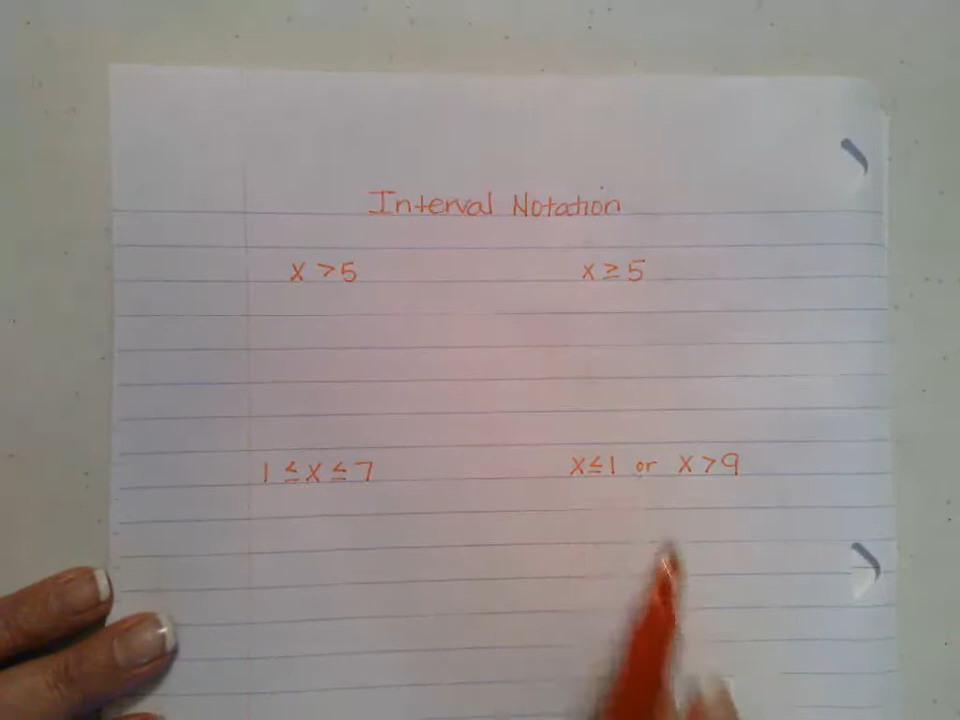 Interval Notation
x > 5
x ≥ 5
1 ≤ x ≤ 7
x ≤ 1 or x > 9